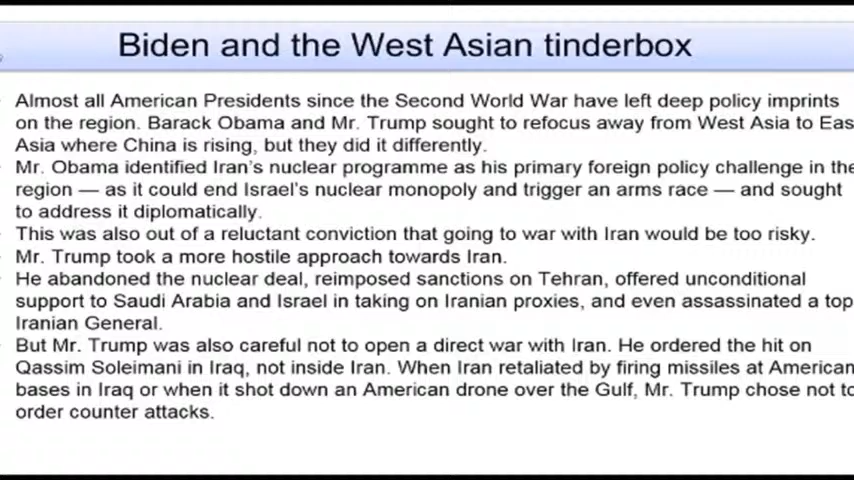 Biden and the West Asian tinderbox
Almost all American Presidents since the Second World War have left deep policy imprints
on the region. Barack Obama and Mr. Trump sought to refocus away from West Asia to Eas
Asia where China is rising, but they did it differently.
Mr. Obama identified Iran's nuclear programme as his primary foreign policy challenge in the
region — as it could end Israel's nuclear monopoly and trigger an arms race — and sought
to address it diplomatically.
This was also out of a reluctant conviction that going to war with Iran would be too risky.
Mr. Trump took a more hostile approach towards Iran.
He abandoned the nuclear deal, reimposed sanctions on Tehran, offered unconditional
support to Saudi Arabia and Israel in taking on Iranian proxies, and even assassinated a top
Iranian General.
But Mr. Trump was also careful not to open a direct war with Iran. He ordered the hit on
Qassim Soleimani in Iraq, not inside Iran. When Iran retaliated by firing missiles at American
bases in Iraq or when it shot down an American drone over the Gulf, Mr. Trump chose not to
order counter attacks.